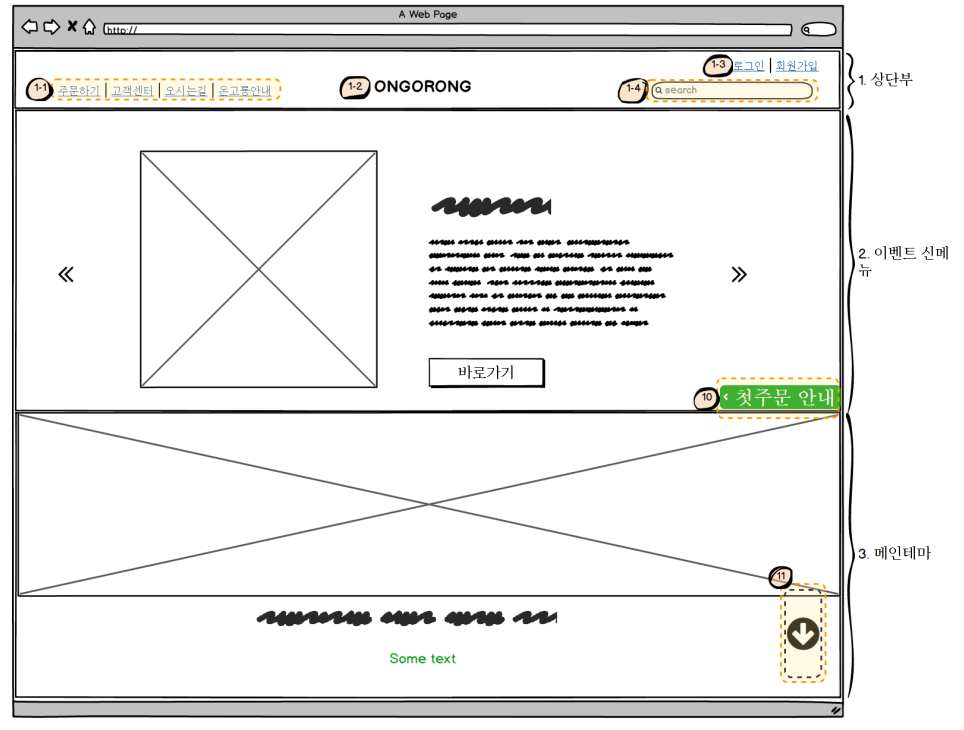 A Web Page
http://
1-3 로그인 | 회원가입
1-1 주문하기 | 고객센터 | 오시는길 | 온고롱안내
1-2 ONGORONG
1-4 search
1. 상단부
2. 이벤트 신메
뉴
바로가기
10 < 첫주문 안내
3. 메인테마
11
Some text